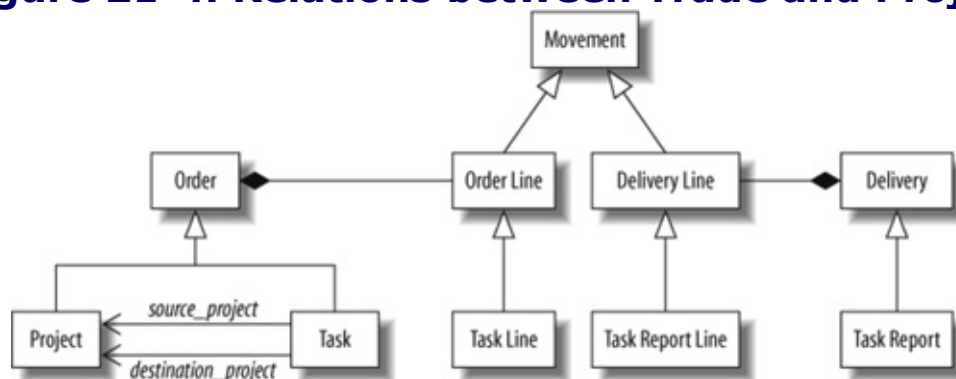 Movement
Order
Order Line
Delivery Line
Delivery
source_project
Project
Task
Task Line
Task Report Line
Task Report
destination_project